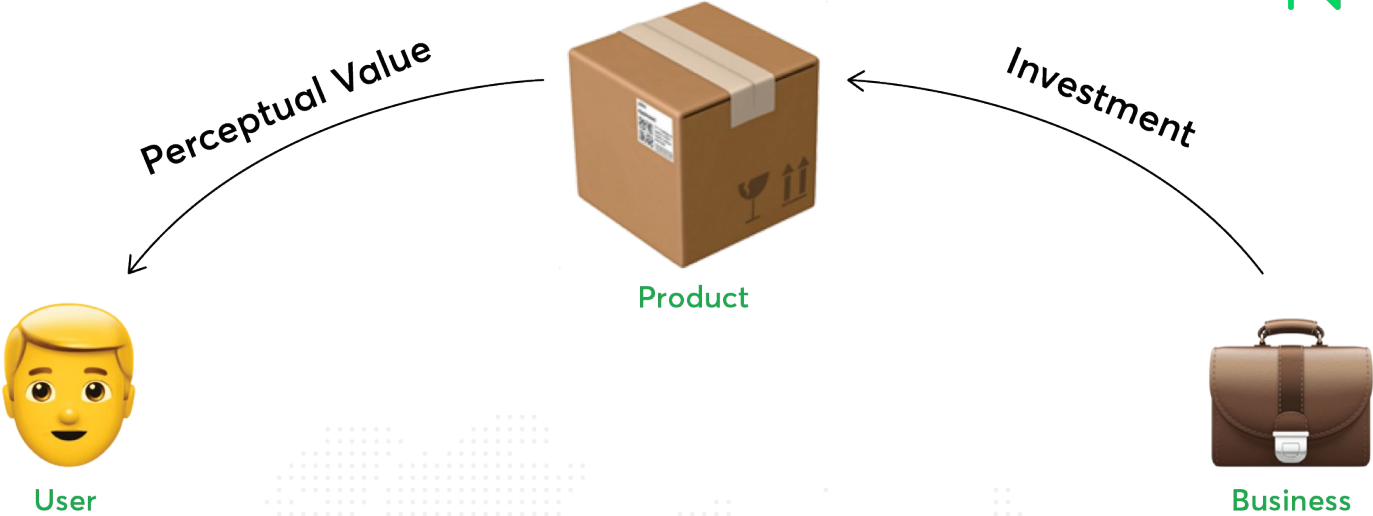 Perceptual Value
Investment
Product
User
Business